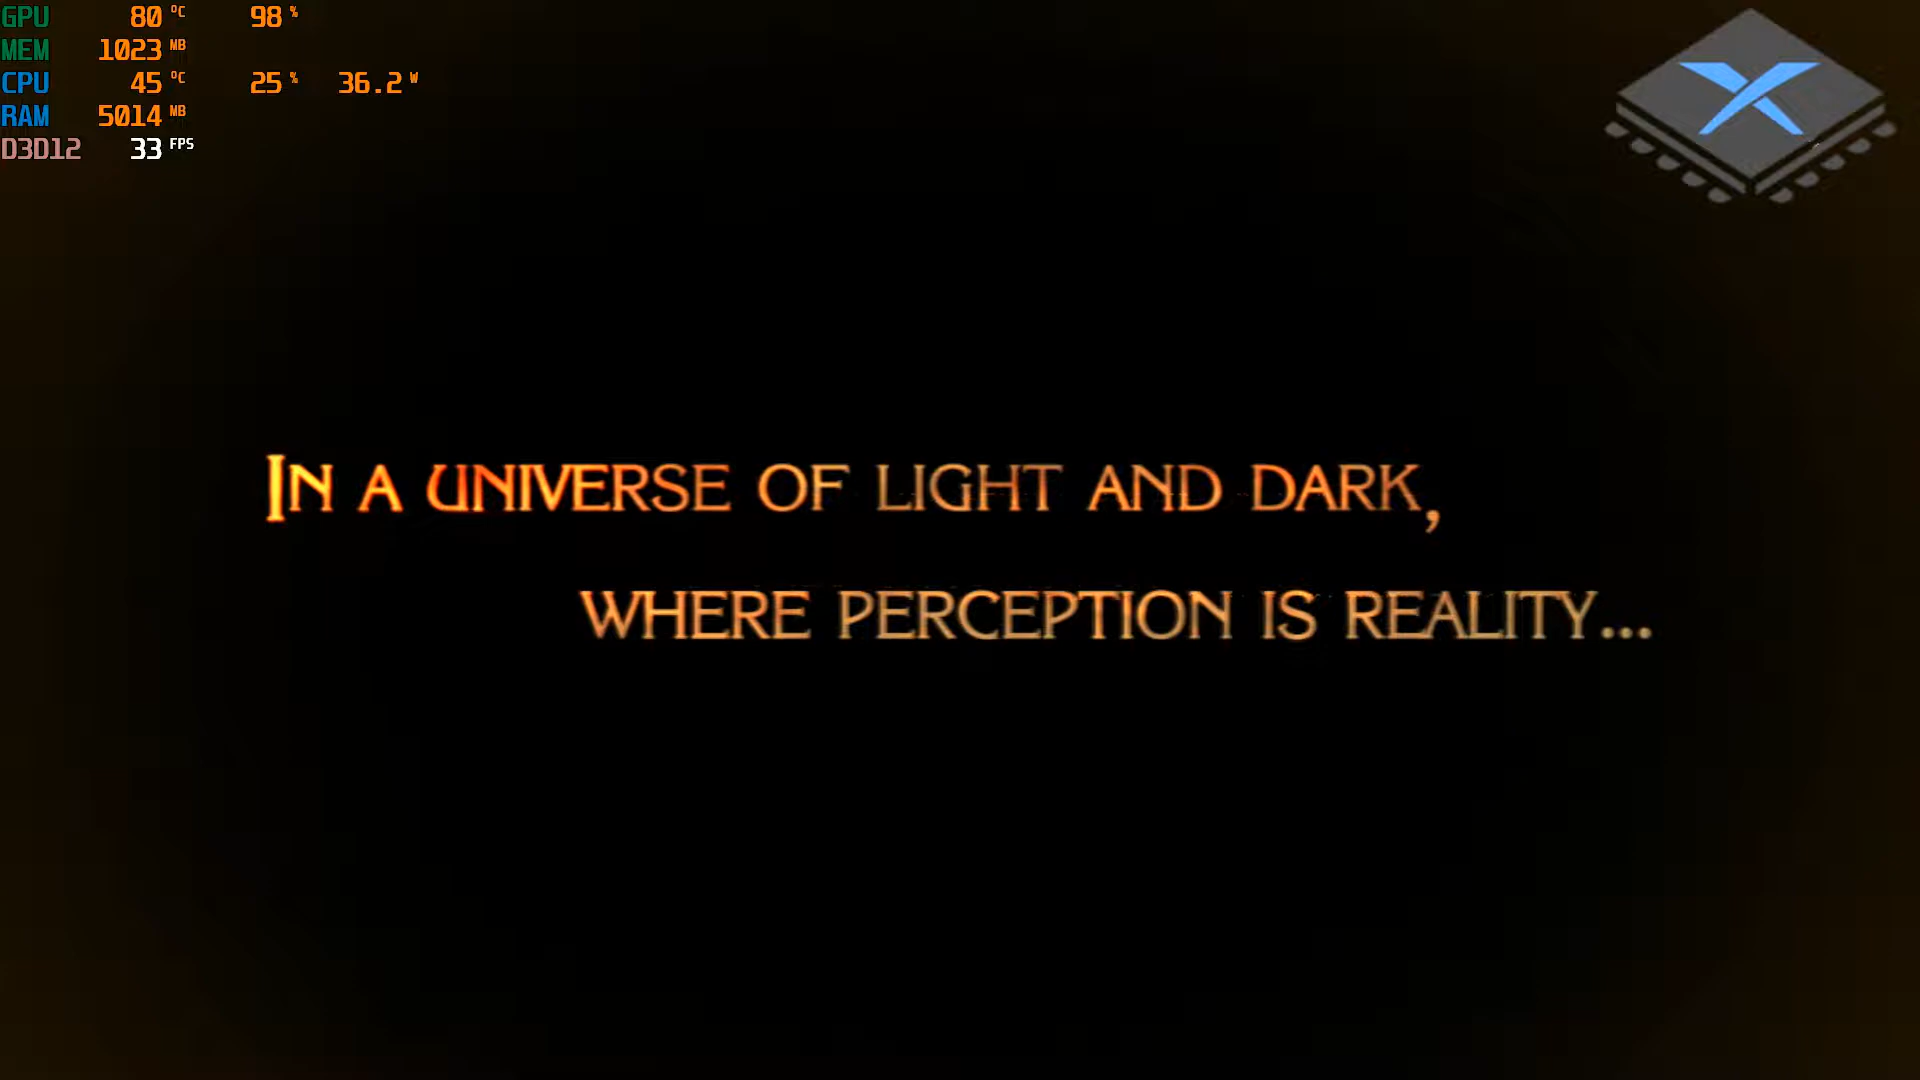 GPU 80 °C 98 %
MEM 1023 MB
CPU 45 °C 25 % 36.2 W
RAM 5014 MB
D3D12 33 FPS
In a universe of light and dark,
where perception is reality...